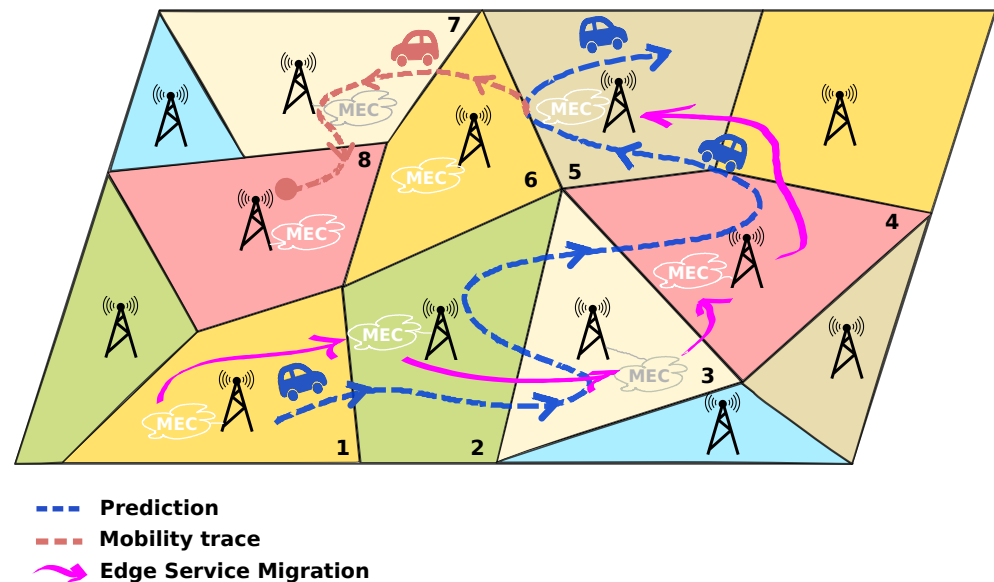 7
MEC
8
5
6
MEC
MEC
4
MEC
MEC
MEC
3
MEC
MEC
1
2
Prediction
Mobility trace
Edge Service Migration